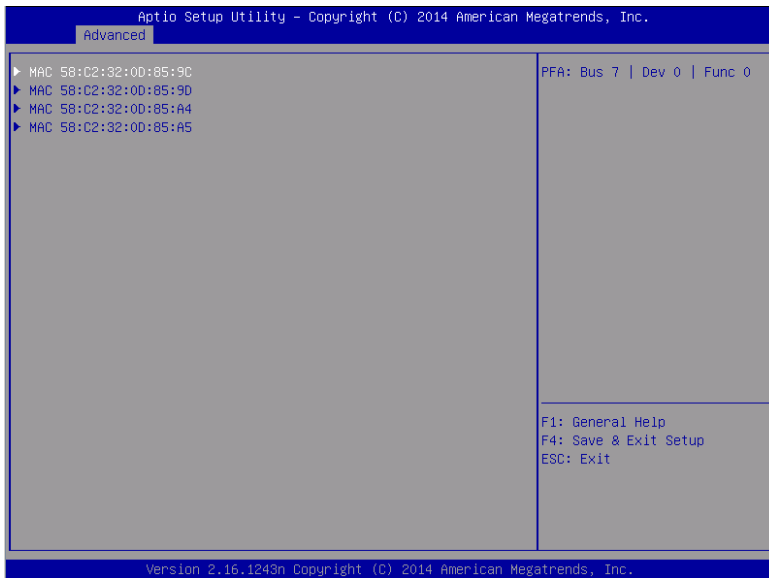 Aptio Setup Utility – Copyright (C) 2014 American Megatrends, Inc.
Advanced
MAC 58:C2:32:0D:85:9C
MAC 58:C2:32:0D:85:9D
MAC 58:C2:32:0D:85:A4
MAC 58:C2:32:0D:85:A5
PFA: Bus 7 | Dev 0 | Func 0
F1: General Help
F4: Save & Exit Setup
ESC: Exit
Version 2.16.1243n Copyright (C) 2014 American Megatrends, Inc.